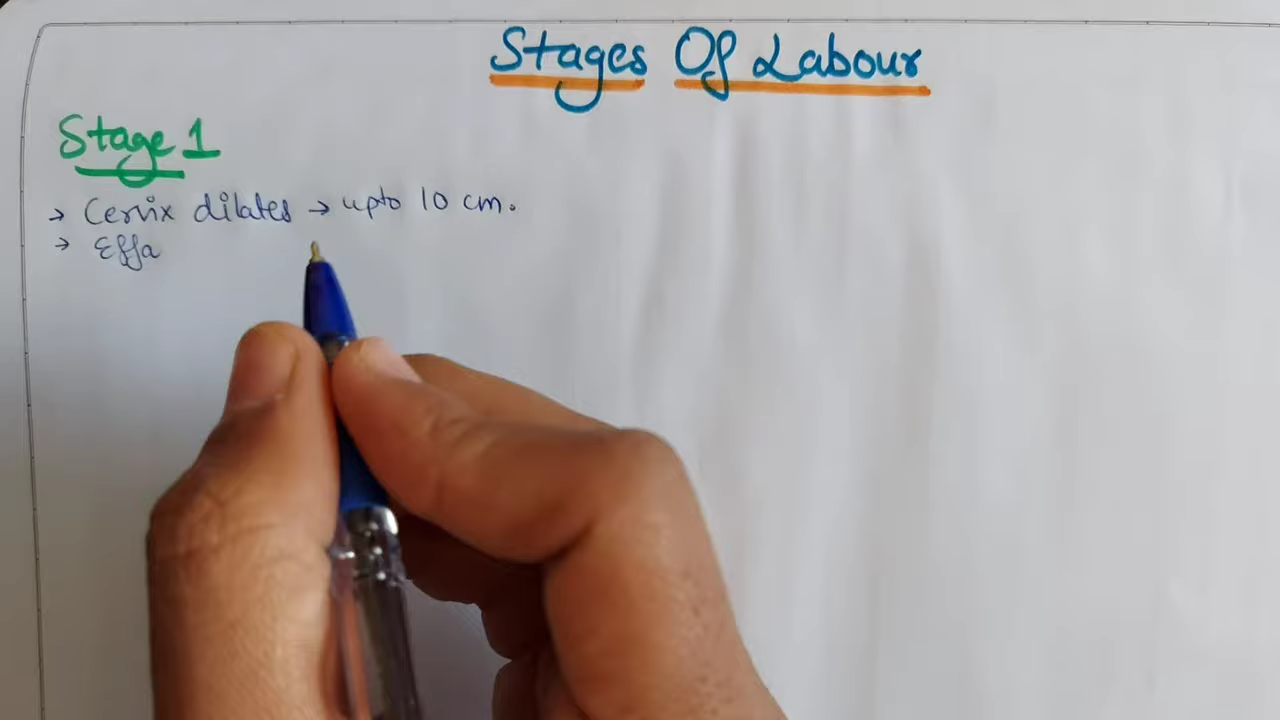 Stages Of Labour
Stage 1
→ Cervix dilates → upto 10 cm.
→ Effa